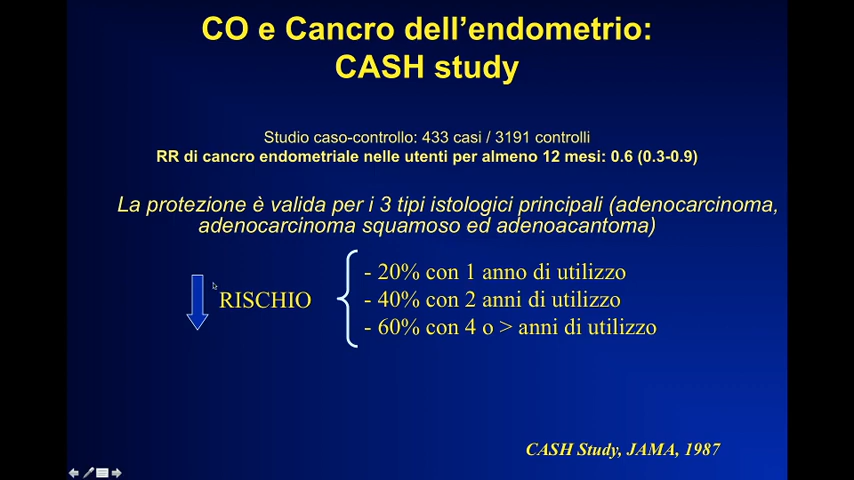 CO e Cancro dell’endometrio:
CASH study
Studio caso-controllo: 433 casi / 3191 controlli
RR di cancro endometriale nelle utenti per almeno 12 mesi: 0.6 (0.3-0.9)
La protezione è valida per i 3 tipi istologici principali (adenocarcinoma,
adenocarcinoma squamoso ed adenoacantoma)
RISCHIO
- 20% con 1 anno di utilizzo
- 40% con 2 anni di utilizzo
- 60% con 4 o > anni di utilizzo
CASH Study, JAMA, 1987